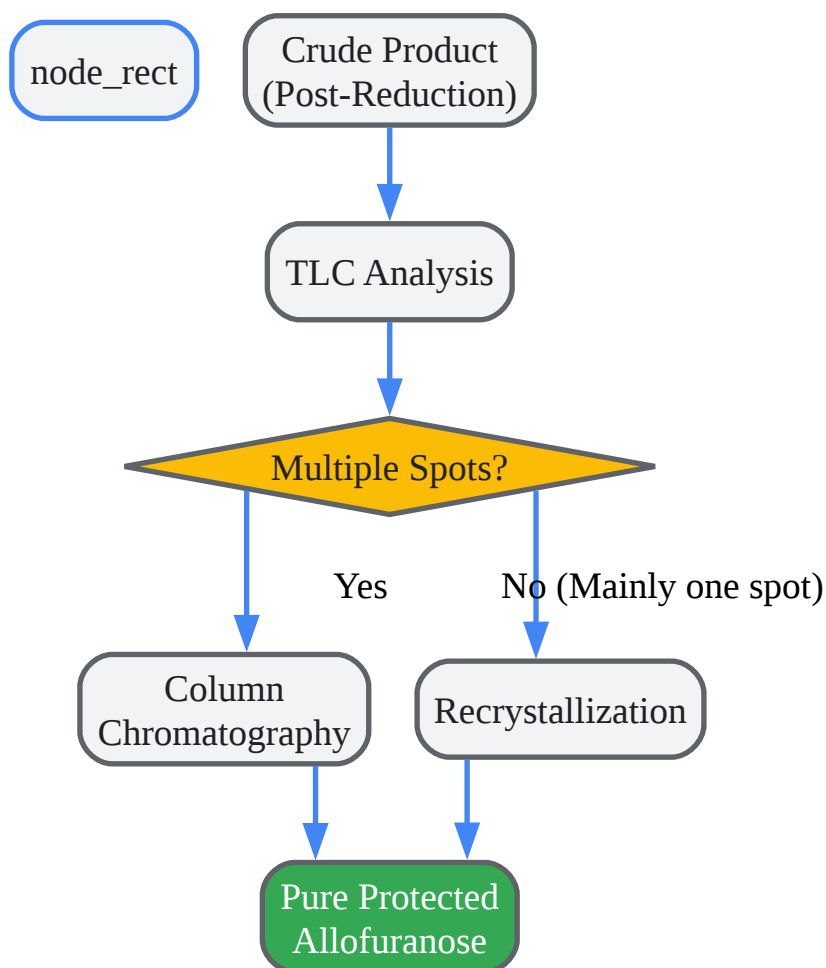 node_rect
Crude Product
(Post-Reduction)
TLC Analysis
Multiple Spots?
Yes
No (Mainly one spot)
Column
Chromatography
Recrystallization
Pure Protected
Allofuranose